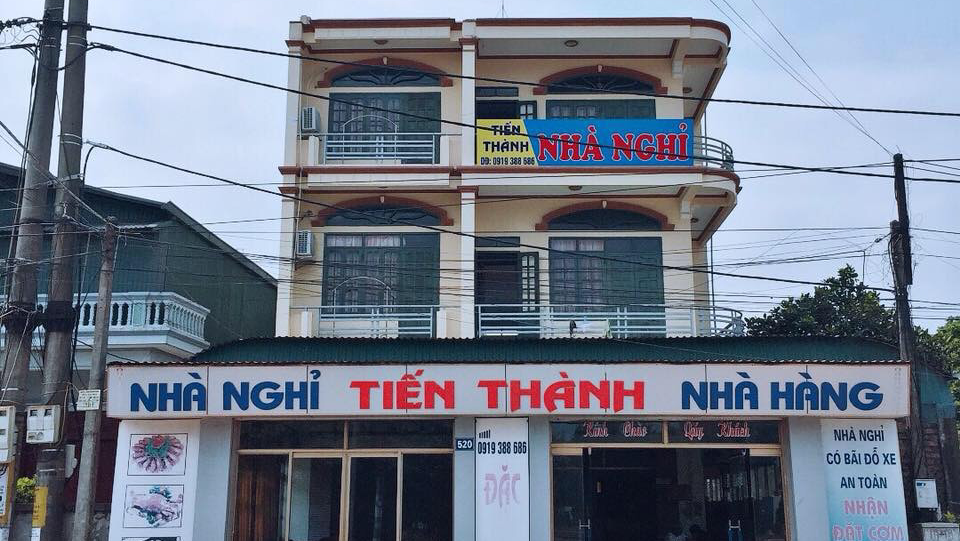 TIẾN
THÀNH
DĐ: 0919 388 686
NHÀ NGHỈ
NHÀ NGHỈ TIẾN THÀNH NHÀ HÀNG
520
0919 388 686
ĐẶC
Kính Chào Qúy Khách
NHÀ NGHỈ
CÓ BÃI ĐỖ XE
AN TOÀN
NHẬN
ĐẶT CƠM